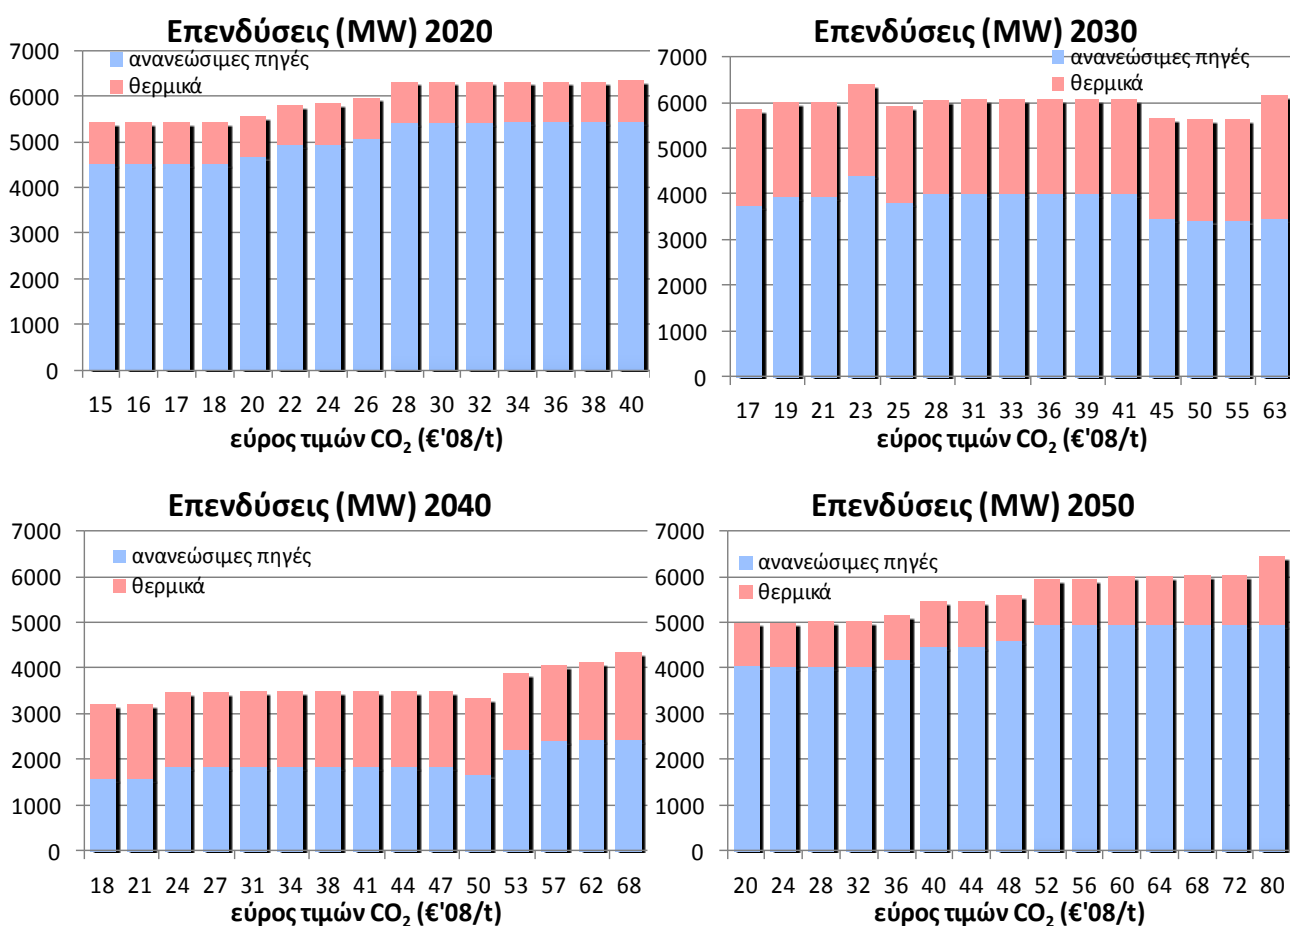 Επενδύσεις (MW) 2020
7000
6000
5000
4000
3000
2000
1000
0
ανανεώσιμες πηγές
θερμικά
15 16 17 18 20 22 24 26 28 30 32 34 36 38 40
εύρος τιμών CO₂ (€'08/t)
Επενδύσεις (MW) 2030
7000
6000
5000
4000
3000
2000
1000
0
ανανεώσιμες πηγές
θερμικά
17 19 21 23 25 28 31 33 36 39 41 45 50 55 63
εύρος τιμών CO₂ (€'08/t)
Επενδύσεις (MW) 2040
7000
6000
5000
4000
3000
2000
1000
0
ανανεώσιμες πηγές
θερμικά
18 21 24 27 31 34 38 41 44 47 50 53 57 62 68
εύρος τιμών CO₂ (€'08/t)
Επενδύσεις (MW) 2050
7000
6000
5000
4000
3000
2000
1000
0
ανανεώσιμες πηγές
θερμικά
20 24 28 32 36 40 44 48 52 56 60 64 68 72 80
εύρος τιμών CO₂ (€'08/t)